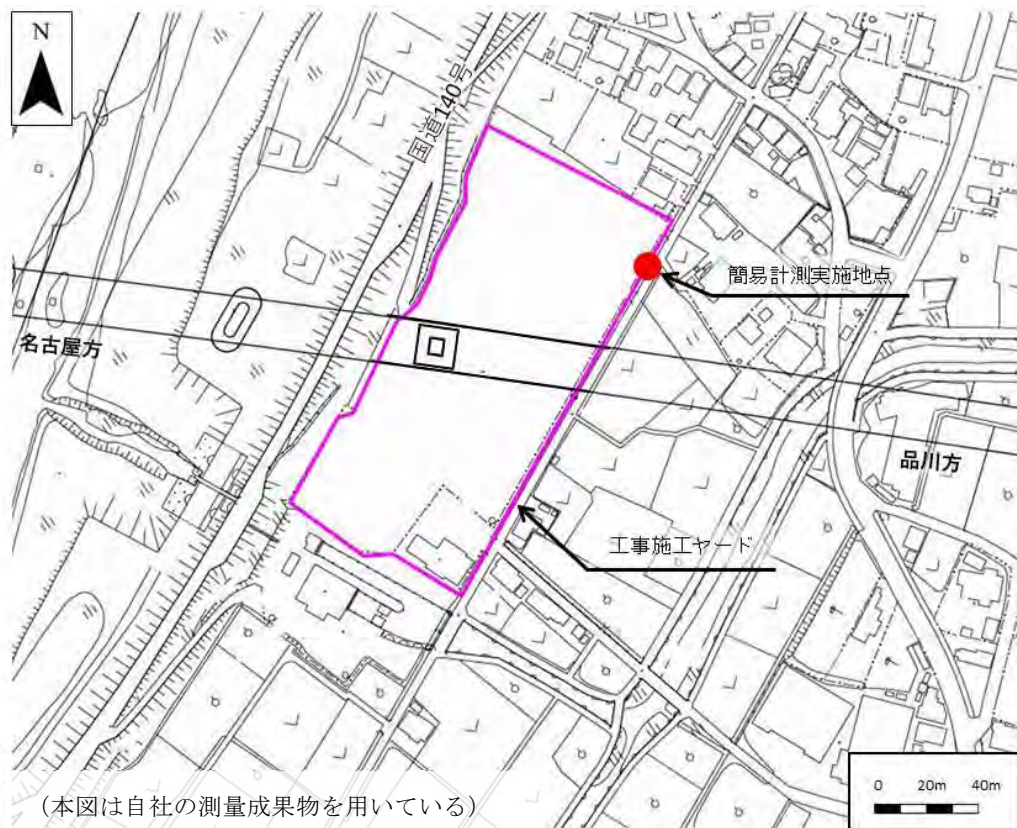 N
国道140号
簡易計測実施地点
名古屋方
品川方
工事施工ヤード
0 20m 40m
(本図は自社の測量成果物を用いている)